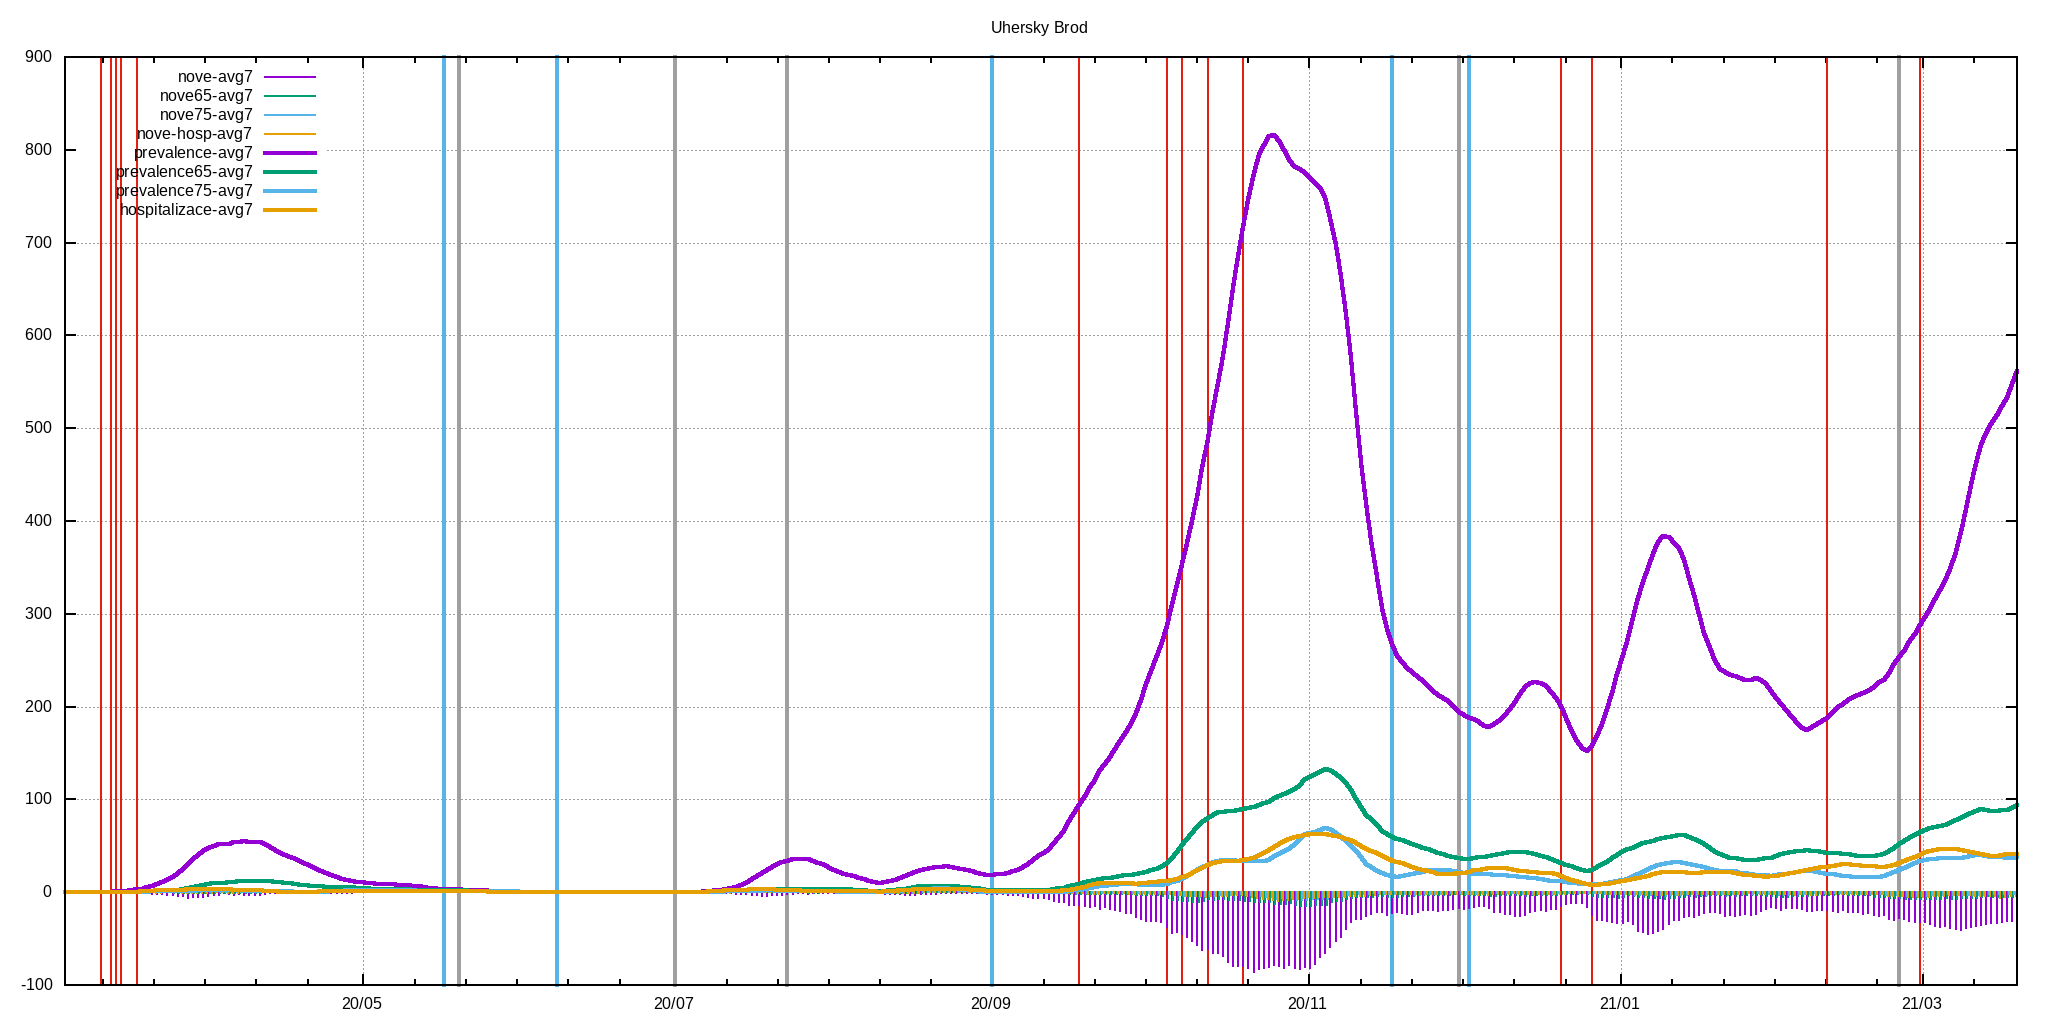 Uhersky Brod
900
800
700
600
500
400
300
200
100
0
-100
nove-avg7
nove65-avg7
nove75-avg7
nove-hosp-avg7
prevalence-avg7
prevalence65-avg7
prevalence75-avg7
hospitalizace-avg7
20/05
20/07
20/09
20/11
21/01
21/03